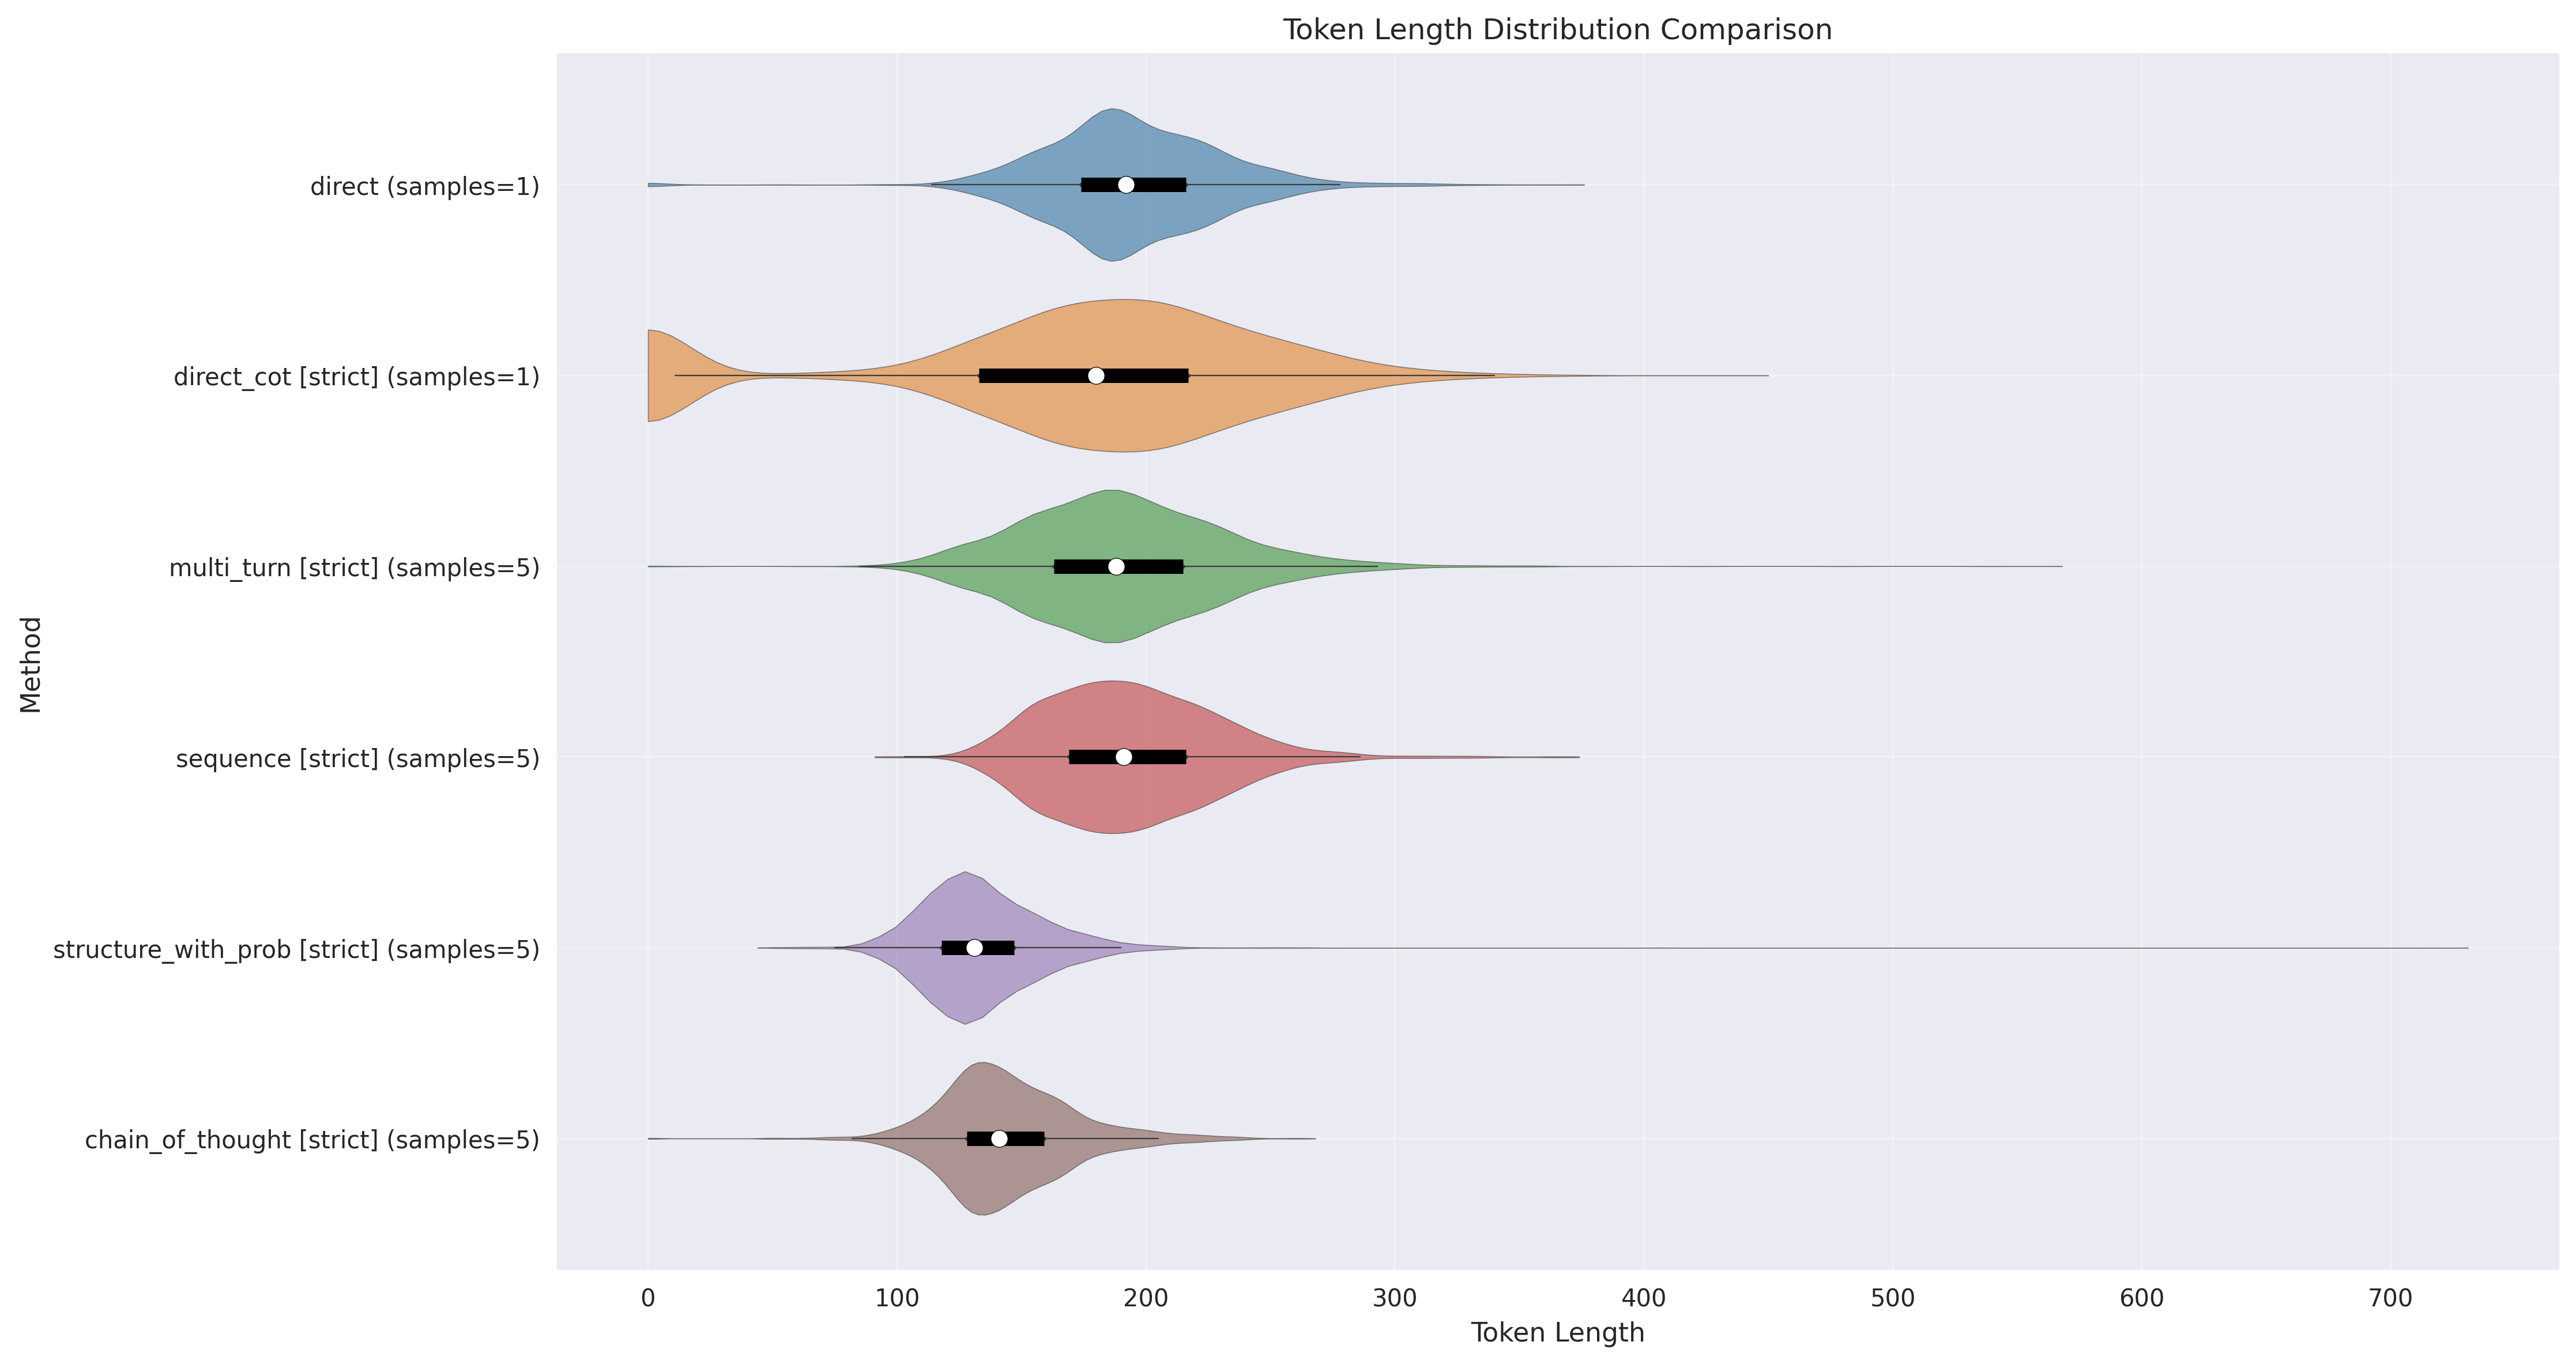 Token Length Distribution Comparison
Method
direct (samples=1)
direct_cot [strict] (samples=1)
multi_turn [strict] (samples=5)
sequence [strict] (samples=5)
structure_with_prob [strict] (samples=5)
chain_of_thought [strict] (samples=5)
0 100 200 300 400 500 600 700
Token Length